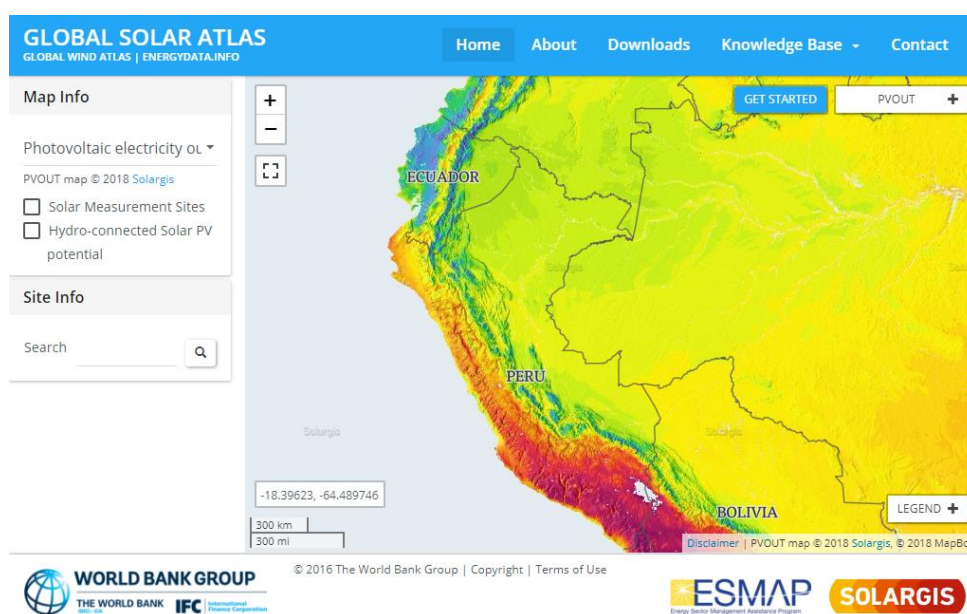 GLOBAL SOLAR ATLAS
GLOBAL WIND ATLAS | ENERGYDATA.INFO
Home About Downloads Knowledge Base Contact
Map Info
Photovoltaic electricity ou
PVOUT map © 2018 Solargis
Solar Measurement Sites
Hydro-connected Solar PV
potential
Site Info
Search
+
−
GET STARTED
PVOUT +
ECUADOR
Solargis
PERU
Solargis
Solargis
BOLIVIA
-18.39623, -64.489746
300 km
300 mi
LEGEND +
Disclaimer | PVOUT map © 2018 Solargis, © 2018 MapBo
WORLD BANK GROUP
THE WORLD BANK
IBRD • IDA
IFC International
Finance Corporation
© 2016 The World Bank Group | Copyright | Terms of Use
ESMAP
Energy Sector Management Assistance Program
SOLARGIS